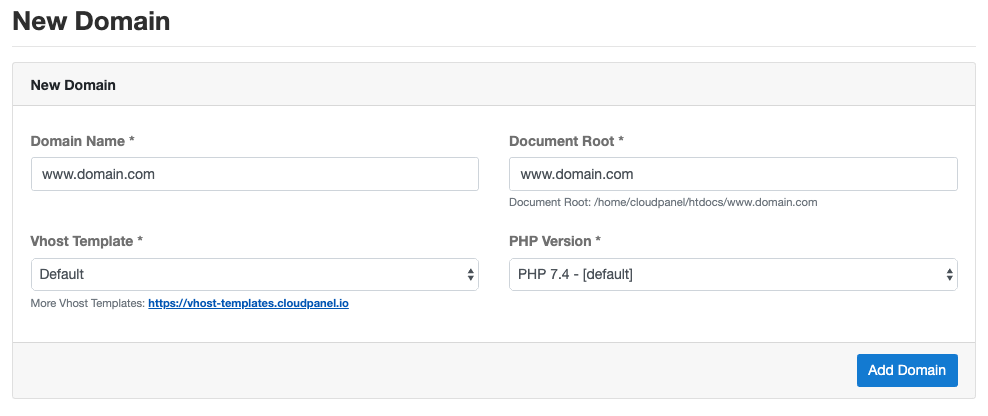 New Domain
New Domain
Domain Name *
Document Root *
www.domain.com
www.domain.com
Document Root: /home/cloudpanel/htdocs/www.domain.com
Vhost Template *
PHP Version *
Default
PHP 7.4 - [default]
More Vhost Templates: https://vhost-templates.cloudpanel.io
Add Domain